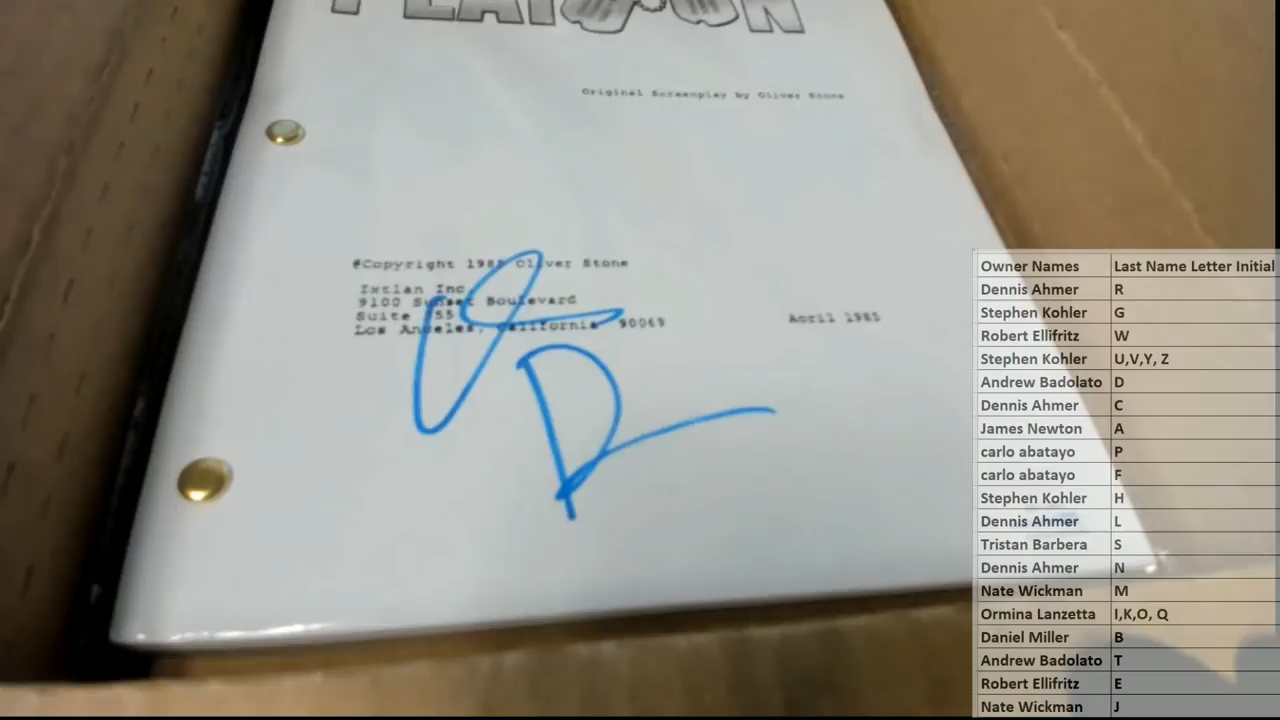 PLATOON
Original Screenplay by Oliver Stone
©Copyright 1985 Oliver Stone
Ixtlan Inc.
9100 Sunset Boulevard
Suite 355
Los Angeles, California 90069
April 1985
Owner Names Last Name Letter Initial
Dennis Ahmer R
Stephen Kohler G
Robert Ellifritz W
Stephen Kohler U,V,Y, Z
Andrew Badolato D
Dennis Ahmer C
James Newton A
carlo abatayo P
carlo abatayo F
Stephen Kohler H
Dennis Ahmer L
Tristan Barbera S
Dennis Ahmer N
Nate Wickman M
Ormina Lanzetta I,K,O, Q
Daniel Miller B
Andrew Badolato T
Robert Ellifritz E
Nate Wickman J